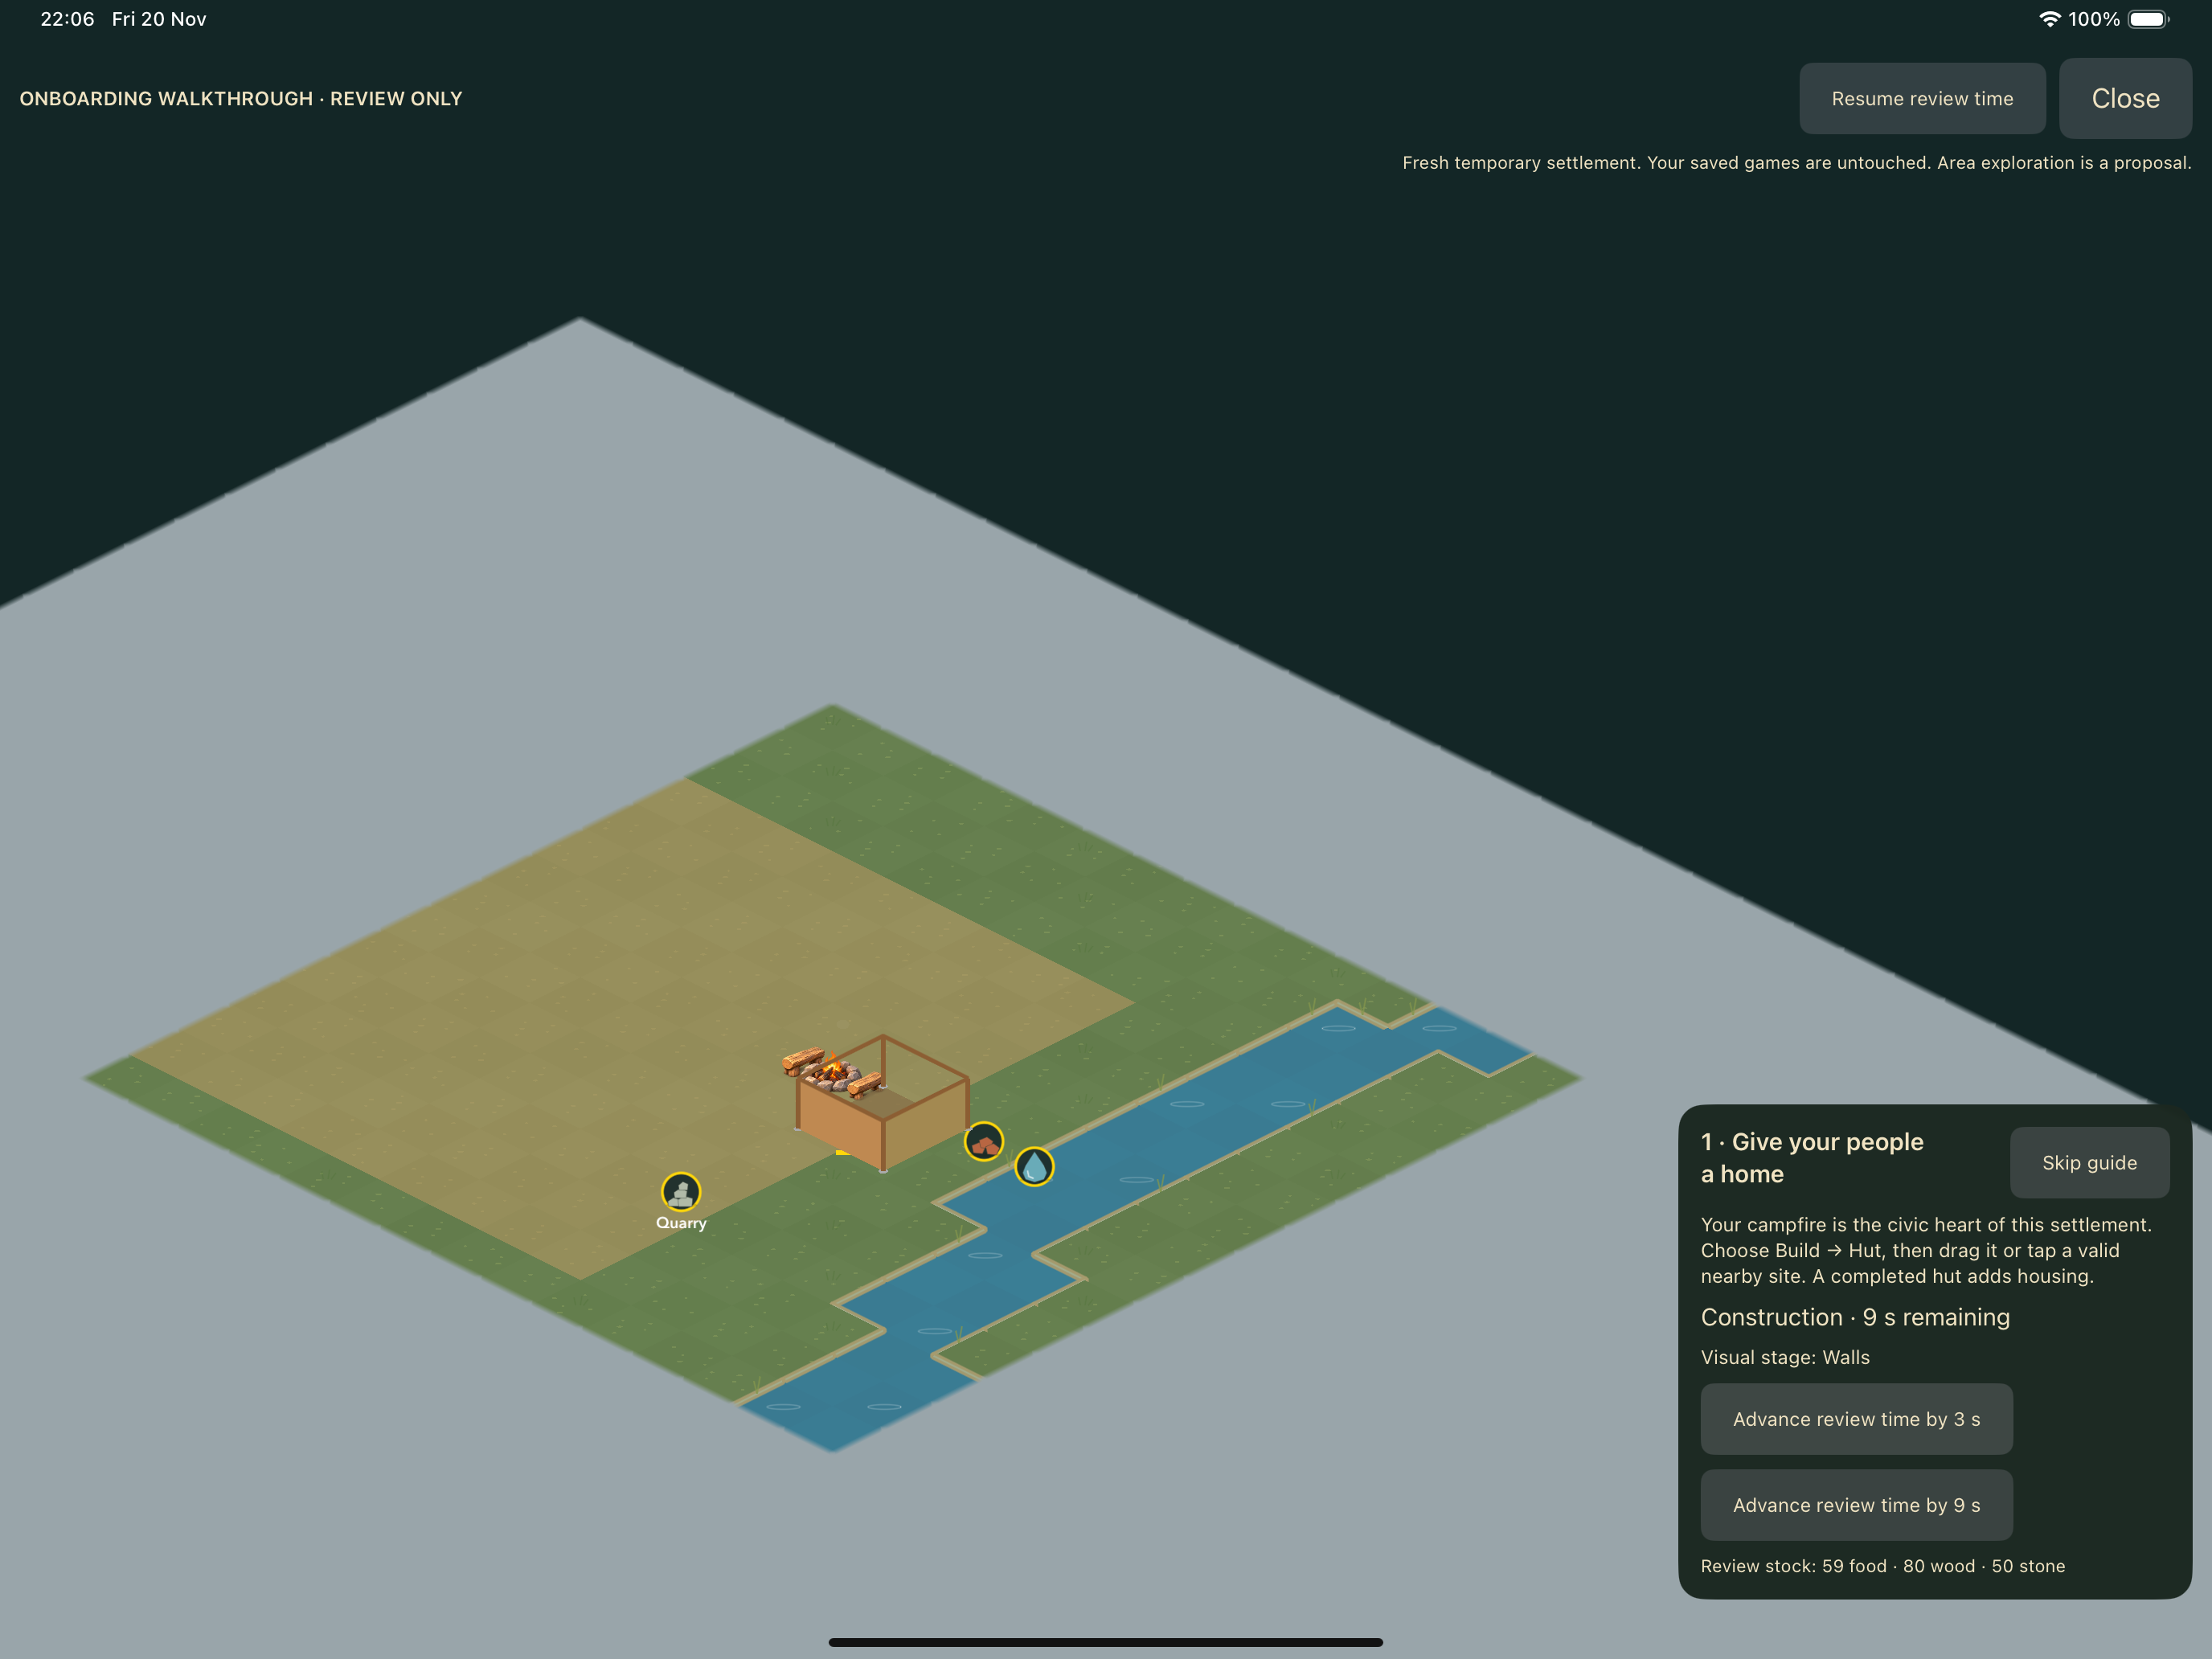 22:06 Fri 20 Nov
100%
ONBOARDING WALKTHROUGH · REVIEW ONLY
Resume review time
Close
Fresh temporary settlement. Your saved games are untouched. Area exploration is a proposal.
Quarry
1 · Give your people
a home
Skip guide
Your campfire is the civic heart of this settlement.
Choose Build → Hut, then drag it or tap a valid
nearby site. A completed hut adds housing.
Construction · 9 s remaining
Visual stage: Walls
Advance review time by 3 s
Advance review time by 9 s
Review stock: 59 food · 80 wood · 50 stone